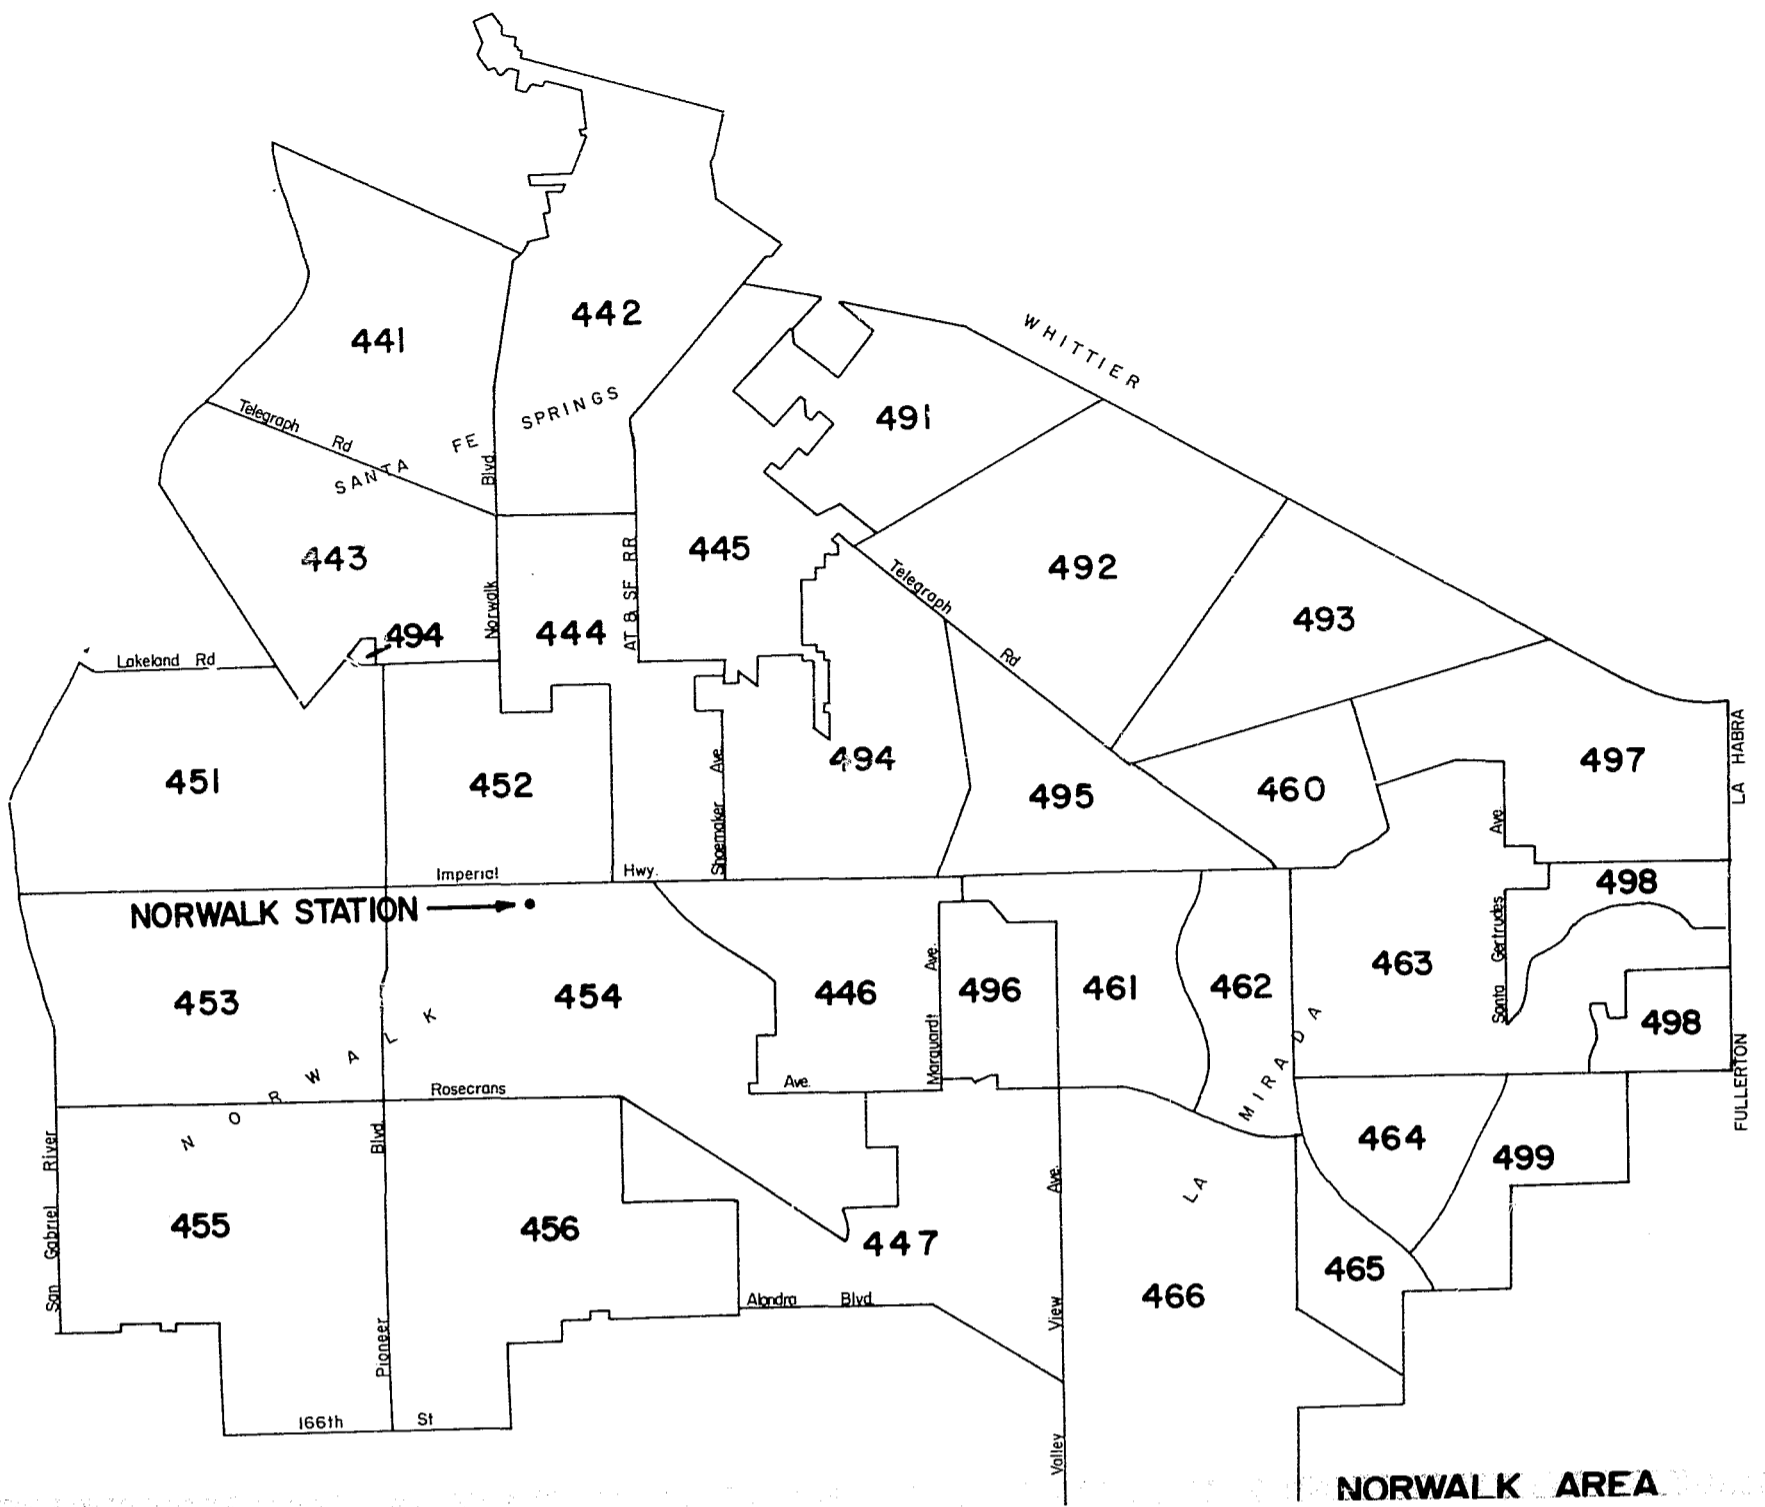 WHITTIER
442
441
SANTA FE SPRINGS
491
Telegraph Rd
Norwalk Blvd.
443
445
AT & SF RR
492
Telegraph Rd
493
494
444
Lakeland Rd
LA HABRA
451
452
Shoemaker Ave.
494
495
460
497
Santa Gertrudes Ave.
Imperial Hwy.
498
NORWALK STATION
453
454
446
Marquardt Ave.
496
461
462
463
498
NORWALK
LA MIRADA
FULLERTON
Rosecrans Ave.
San Gabriel River
Pioneer Blvd.
464
499
455
456
447
Valley View Ave.
465
466
Alondra Blvd.
166th St
NORWALK AREA